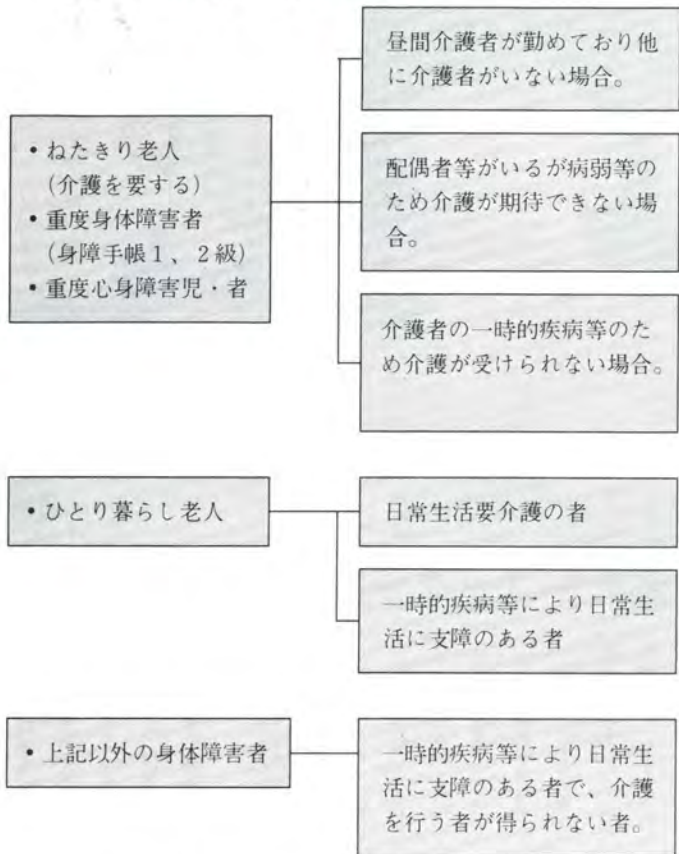 • ねたきり老人
(介護を要する)
• 重度身体障害者
(身障手帳1、2級)
• 重度心身障害児・者
昼間介護者が勤めており他
に介護者がいない場合。
配偶者等がいるが病弱等の
ため介護が期待できない場
合。
介護者の一時的疾病等のた
め介護が受けられない場合。
• ひとり暮らし老人
日常生活要介護の者
一時的疾病等により日常生
活に支障のある者
• 上記以外の身体障害者
一時的疾病等により日常生
活に支障のある者で、介護
を行う者が得られない者。